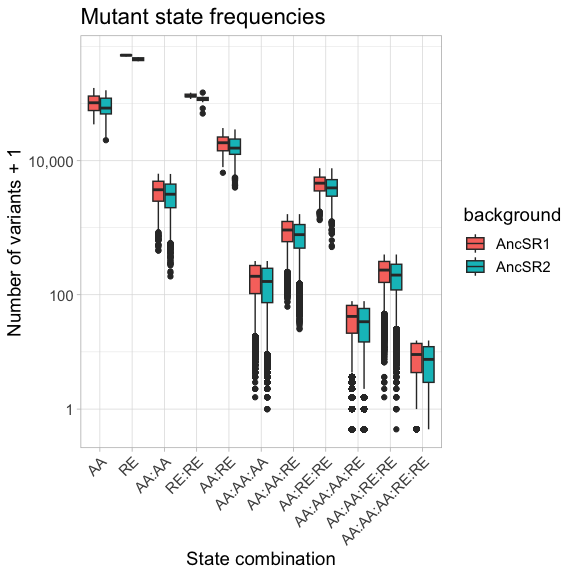 Mutant state frequencies
Number of variants + 1
10,000
100
1
AA
RE
AA:AA
RE:RE
AA:RE
AA:AA:AA
AA:AA:RE
AA:RE:RE
AA:AA:AA:RE
AA:AA:RE:RE
AA:AA:AA:RE:RE
State combination
background
AncSR1
AncSR2